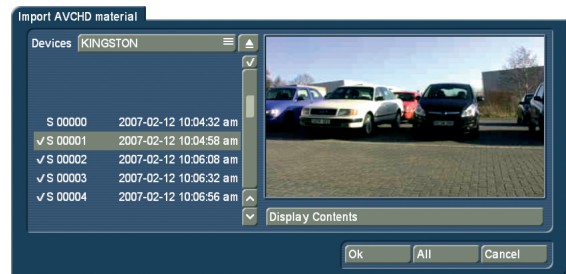 Import AVCHD material
Devices KINGSTON
S 00000 2007-02-12 10:04:32 am
S 00001 2007-02-12 10:04:58 am
S 00002 2007-02-12 10:06:08 am
S 00003 2007-02-12 10:06:32 am
S 00004 2007-02-12 10:06:56 am
Display Contents
Ok All Cancel